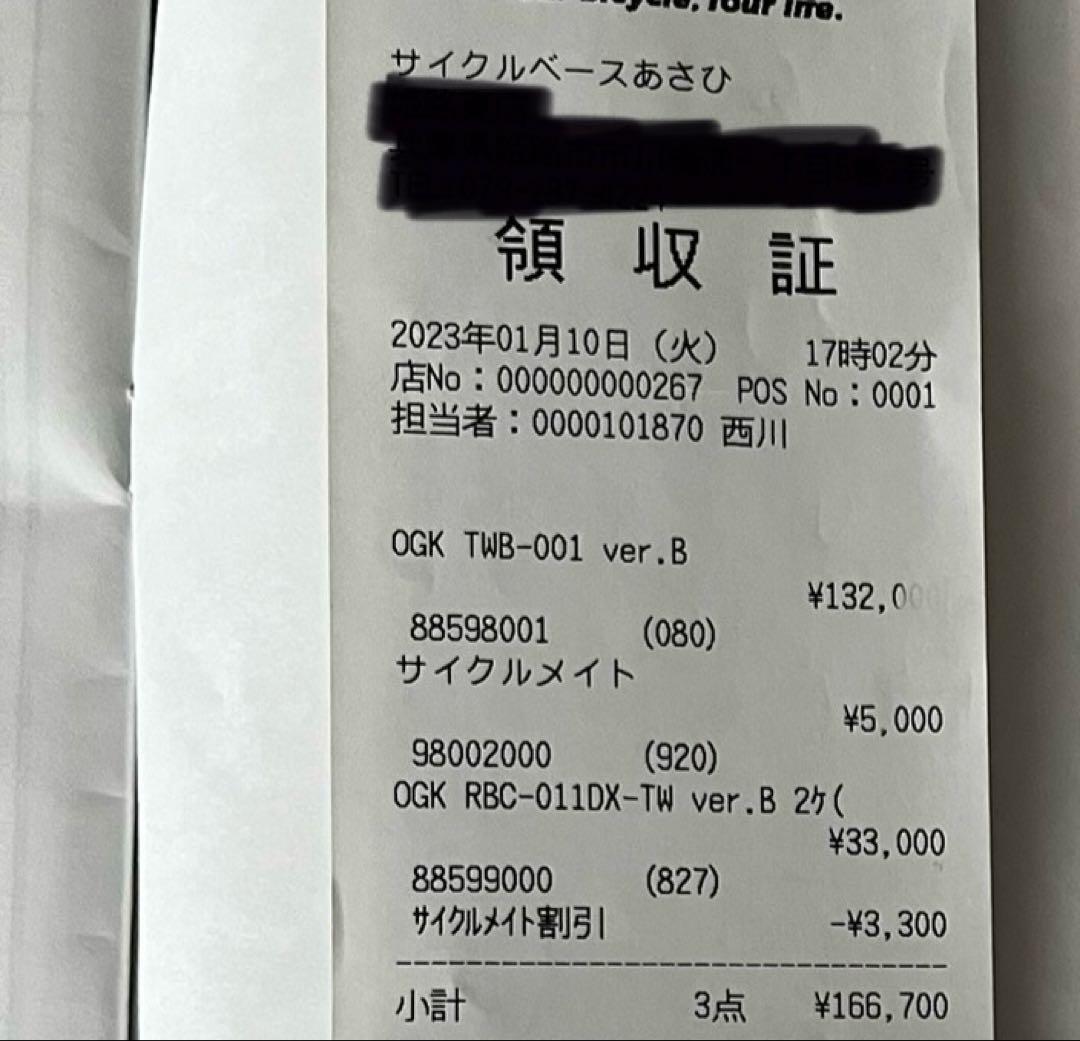 サイクルベースあさひ
領 収 証
2023年01月10日 (火) 17時02分
店No:000000000267 POS No:0001
担当者:0000101870 西川
OGK TWB-001 ver.B
¥132,000
88598001 (080)
サイクルメイト
¥5,000
98002000 (920)
OGK RBC-011DX-TW ver.B 2ケ(
¥33,000
88599000 (827)
サイクルメイト割引 -¥3,300
小計 3点 ¥166,700